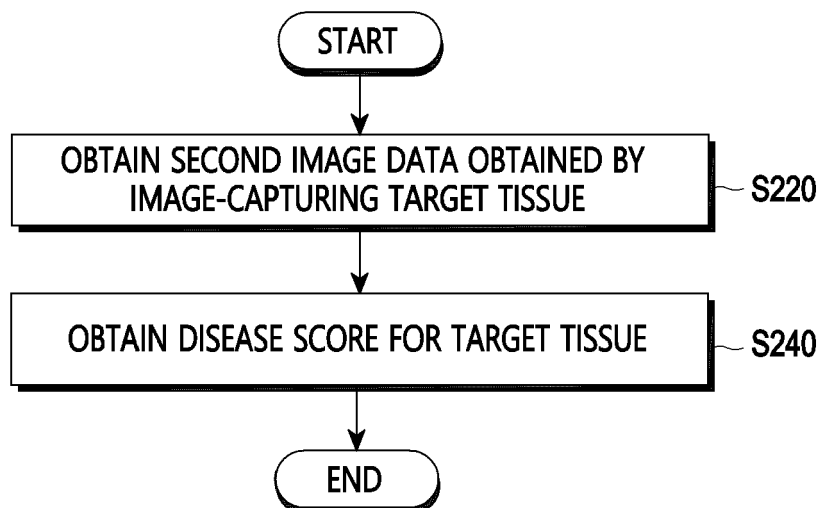 START
OBTAIN SECOND IMAGE DATA OBTAINED BY
IMAGE-CAPTURING TARGET TISSUE
S220
OBTAIN DISEASE SCORE FOR TARGET TISSUE
S240
END